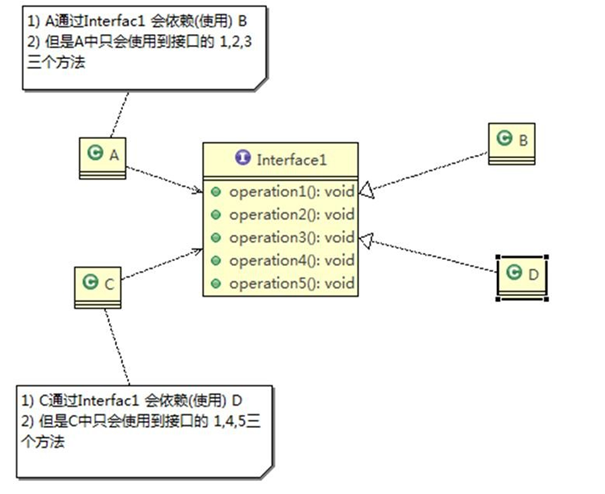 1) A通过Interfac1 会依赖(使用) B
2) 但是A中只会使用到接口的 1,2,3
三个方法
C A
I Interface1
C B
operation1(): void
operation2(): void
operation3(): void
operation4(): void
operation5(): void
C C
C D
1) C通过Interfac1 会依赖(使用) D
2) 但是C中只会使用到接口的 1,4,5三
个方法